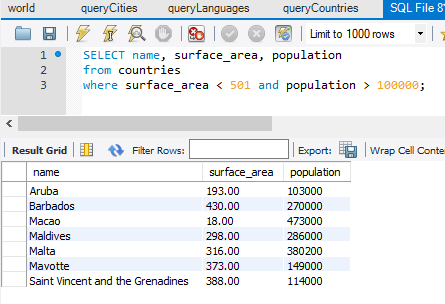 world queryCities queryLanguages queryCountries SQL File 8
Limit to 1000 rows
1 SELECT name, surface_area, population
2 from countries
3 where surface_area < 501 and population > 100000;
Result Grid Filter Rows: Export: Wrap Cell Conten
name surface_area population
Aruba 193.00 103000
Barbados 430.00 270000
Macao 18.00 473000
Maldives 298.00 286000
Malta 316.00 380200
Mayotte 373.00 149000
Saint Vincent and the Grenadines 388.00 114000